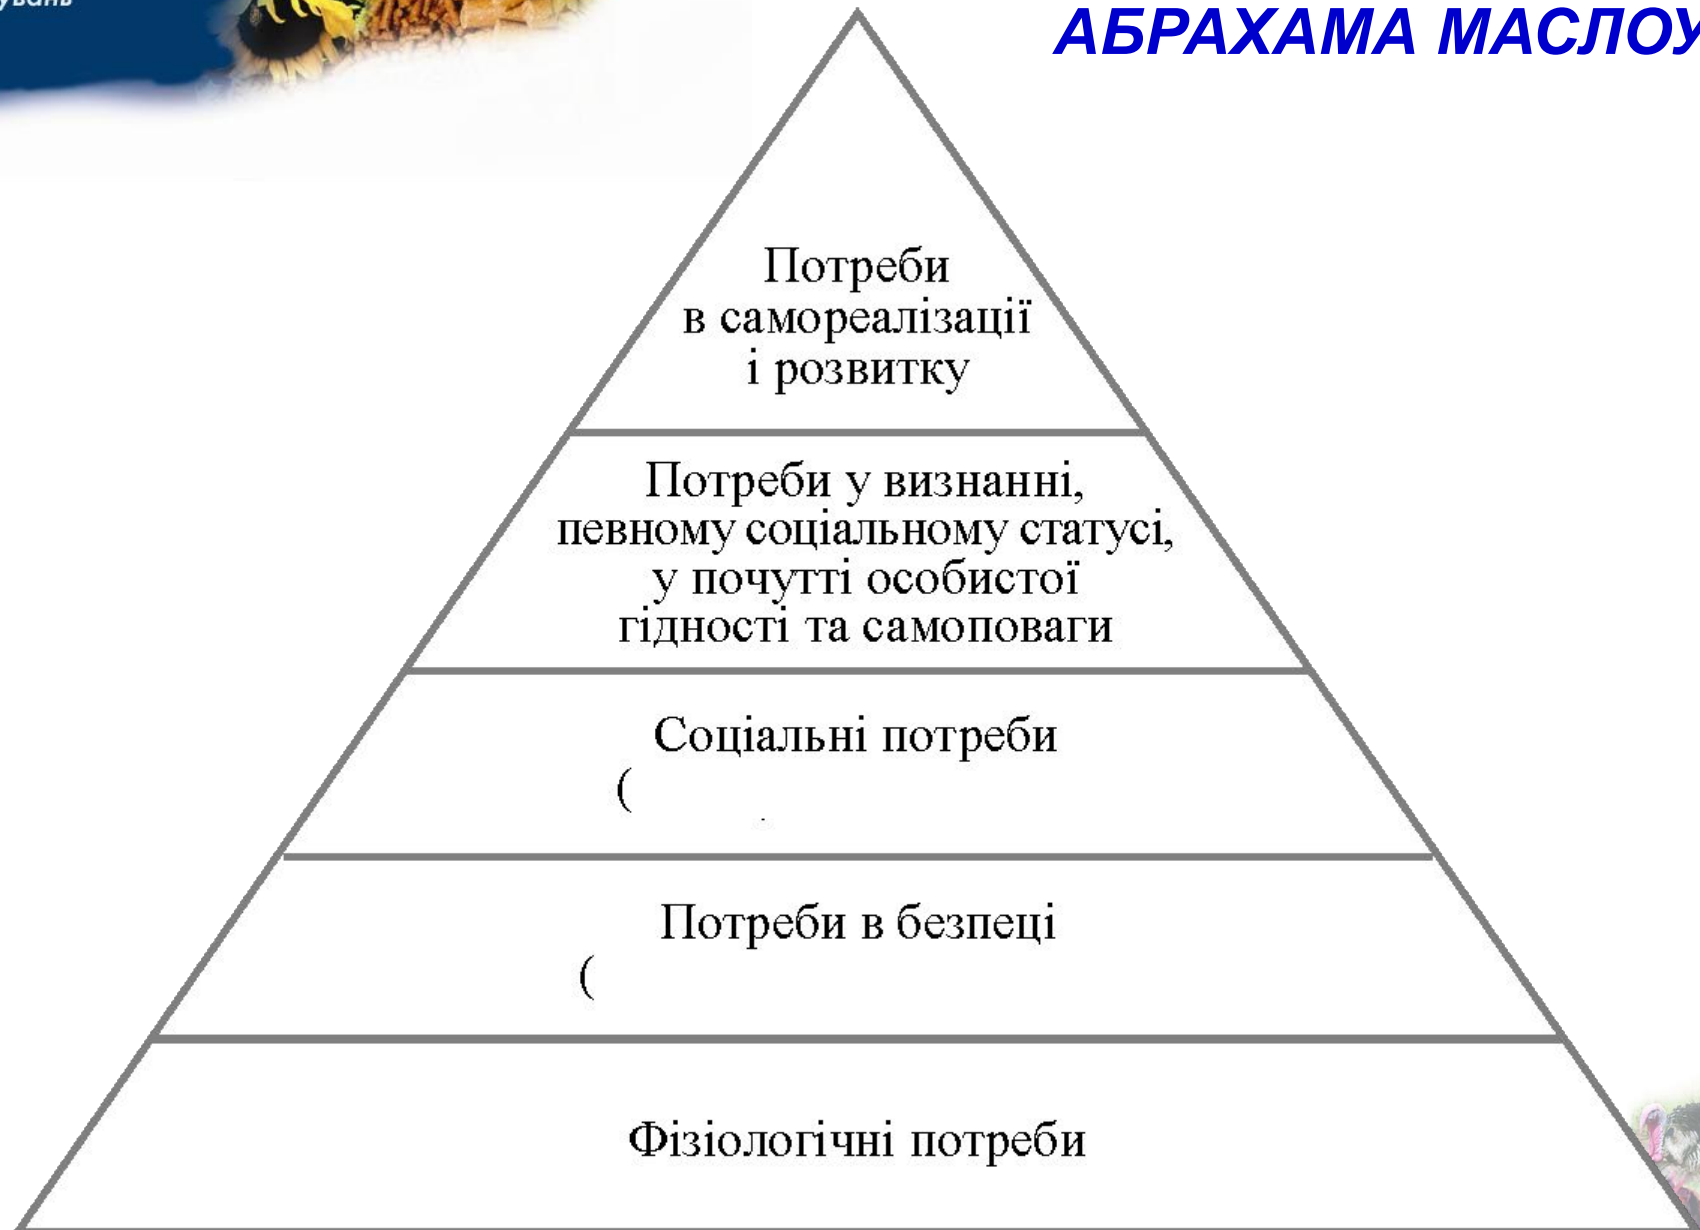 АБРАХАМА МАСЛОУ
Потреби
в самореалізації
і розвитку
Потреби у визнанні,
певному соціальному статусі,
у почутті особистої
гідності та самоповаги
Соціальні потреби
(
Потреби в безпеці
(
Фізіологічні потреби